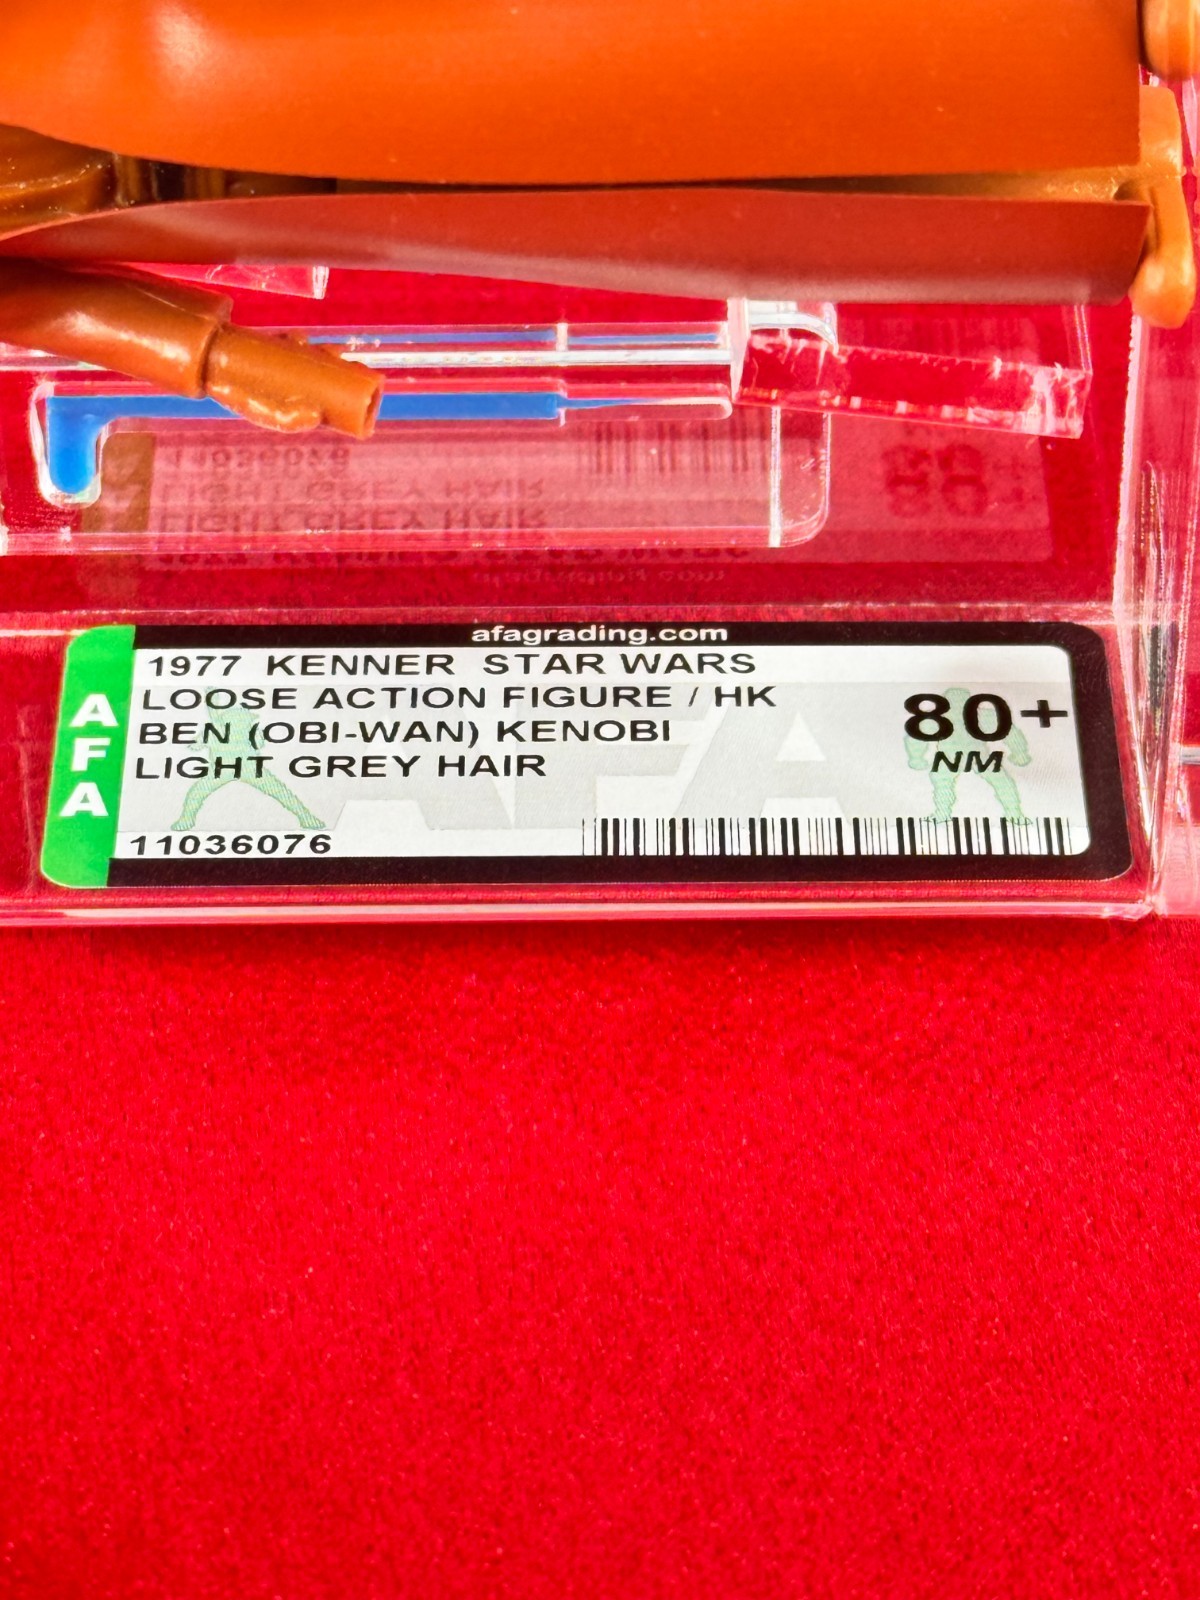 afagrading.com
AFA
1977 KENNER STAR WARS
LOOSE ACTION FIGURE / HK
BEN (OBI-WAN) KENOBI
LIGHT GREY HAIR
80+
NM
11036076